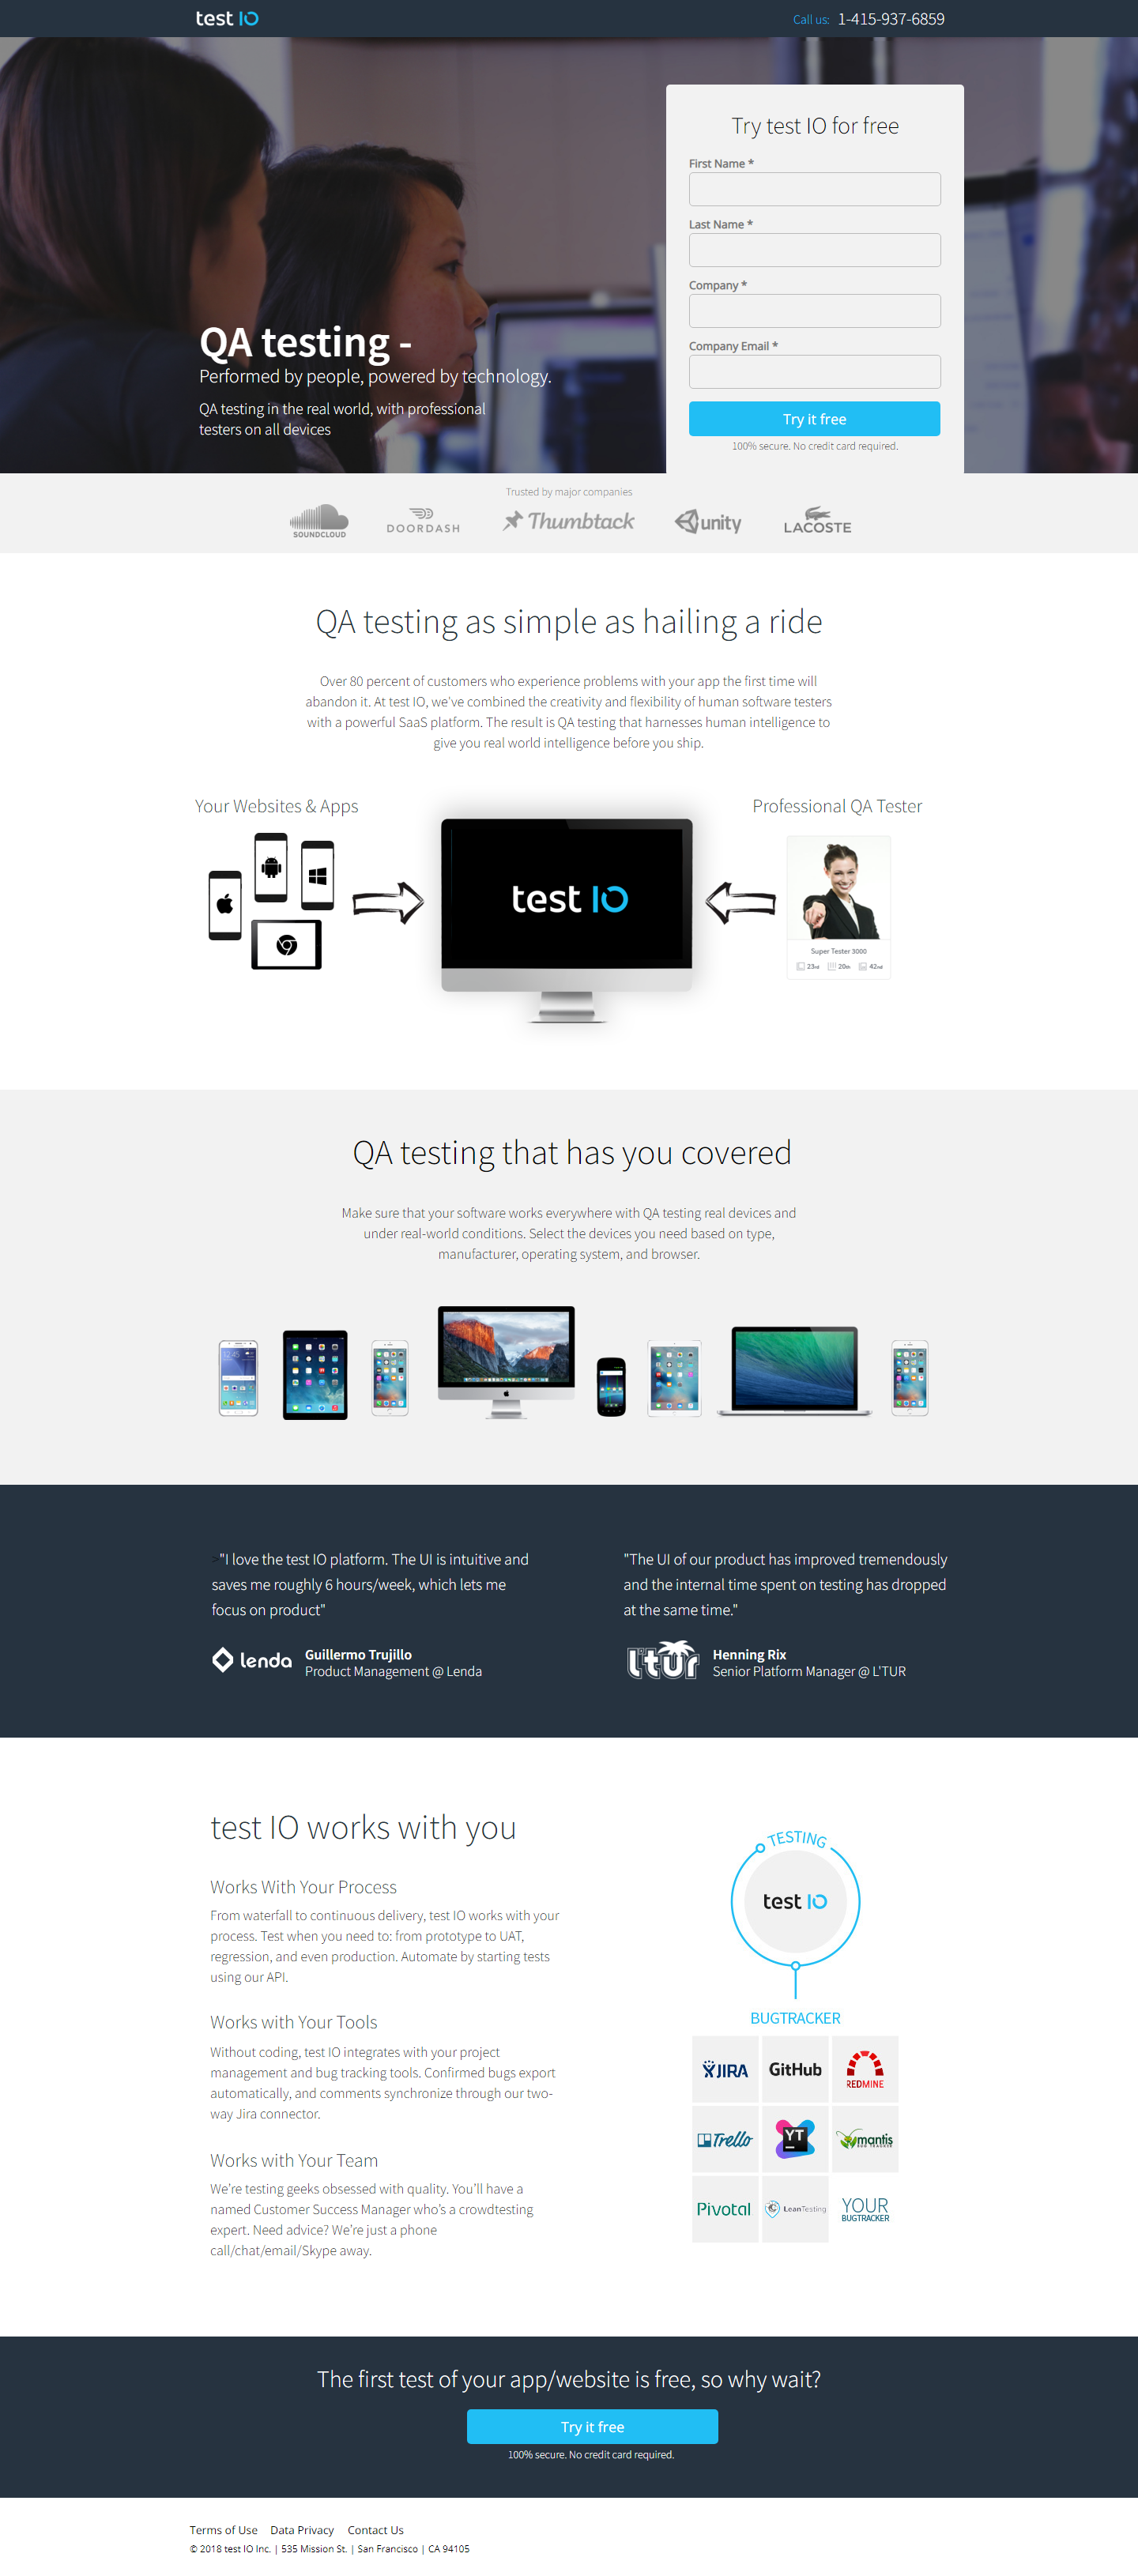 test IO
Call us: 1-415-937-6859
Try test IO for free
First Name *
Last Name *
Company *
Company Email *
Try it free
100% secure. No credit card required.
QA testing -
Performed by people, powered by technology.
QA testing in the real world, with professional
testers on all devices
Trusted by major companies
SOUNDCLOUD
DOORDASH
Thumbtack
unity
LACOSTE
QA testing as simple as hailing a ride
Over 80 percent of customers who experience problems with your app the first time will
abandon it. At test IO, we've combined the creativity and flexibility of human software testers
with a powerful SaaS platform. The result is QA testing that harnesses human intelligence to
give you real world intelligence before you ship.
Your Websites & Apps
test IO
Professional QA Tester
Super Tester 3000
23rd 20th 42nd
QA testing that has you covered
Make sure that your software works everywhere with QA testing real devices and
under real-world conditions. Select the devices you need based on type,
manufacturer, operating system, and browser.
>"I love the test IO platform. The UI is intuitive and
saves me roughly 6 hours/week, which lets me
focus on product"
lenda
Guillermo Trujillo
Product Management @ Lenda
"The UI of our product has improved tremendously
and the internal time spent on testing has dropped
at the same time."
l'tur
Henning Rix
Senior Platform Manager @ L'TUR
test IO works with you
Works With Your Process
From waterfall to continuous delivery, test IO works with your
process. Test when you need to: from prototype to UAT,
regression, and even production. Automate by starting tests
using our API.
Works with Your Tools
Without coding, test IO integrates with your project
management and bug tracking tools. Confirmed bugs export
automatically, and comments synchronize through our two-
way Jira connector.
Works with Your Team
We're testing geeks obsessed with quality. You'll have a
named Customer Success Manager who's a crowdtesting
expert. Need advice? We're just a phone
call/chat/email/Skype away.
TESTING
test IO
BUGTRACKER
JIRA
GitHub
REDMINE
Trello
YT
mantis
BUG TRACKER
Pivotal
LeanTesting
YOUR
BUGTRACKER
The first test of your app/website is free, so why wait?
Try it free
100% secure. No credit card required.
Terms of Use Data Privacy Contact Us
© 2018 test IO Inc. | 535 Mission St. | San Francisco | CA 94105